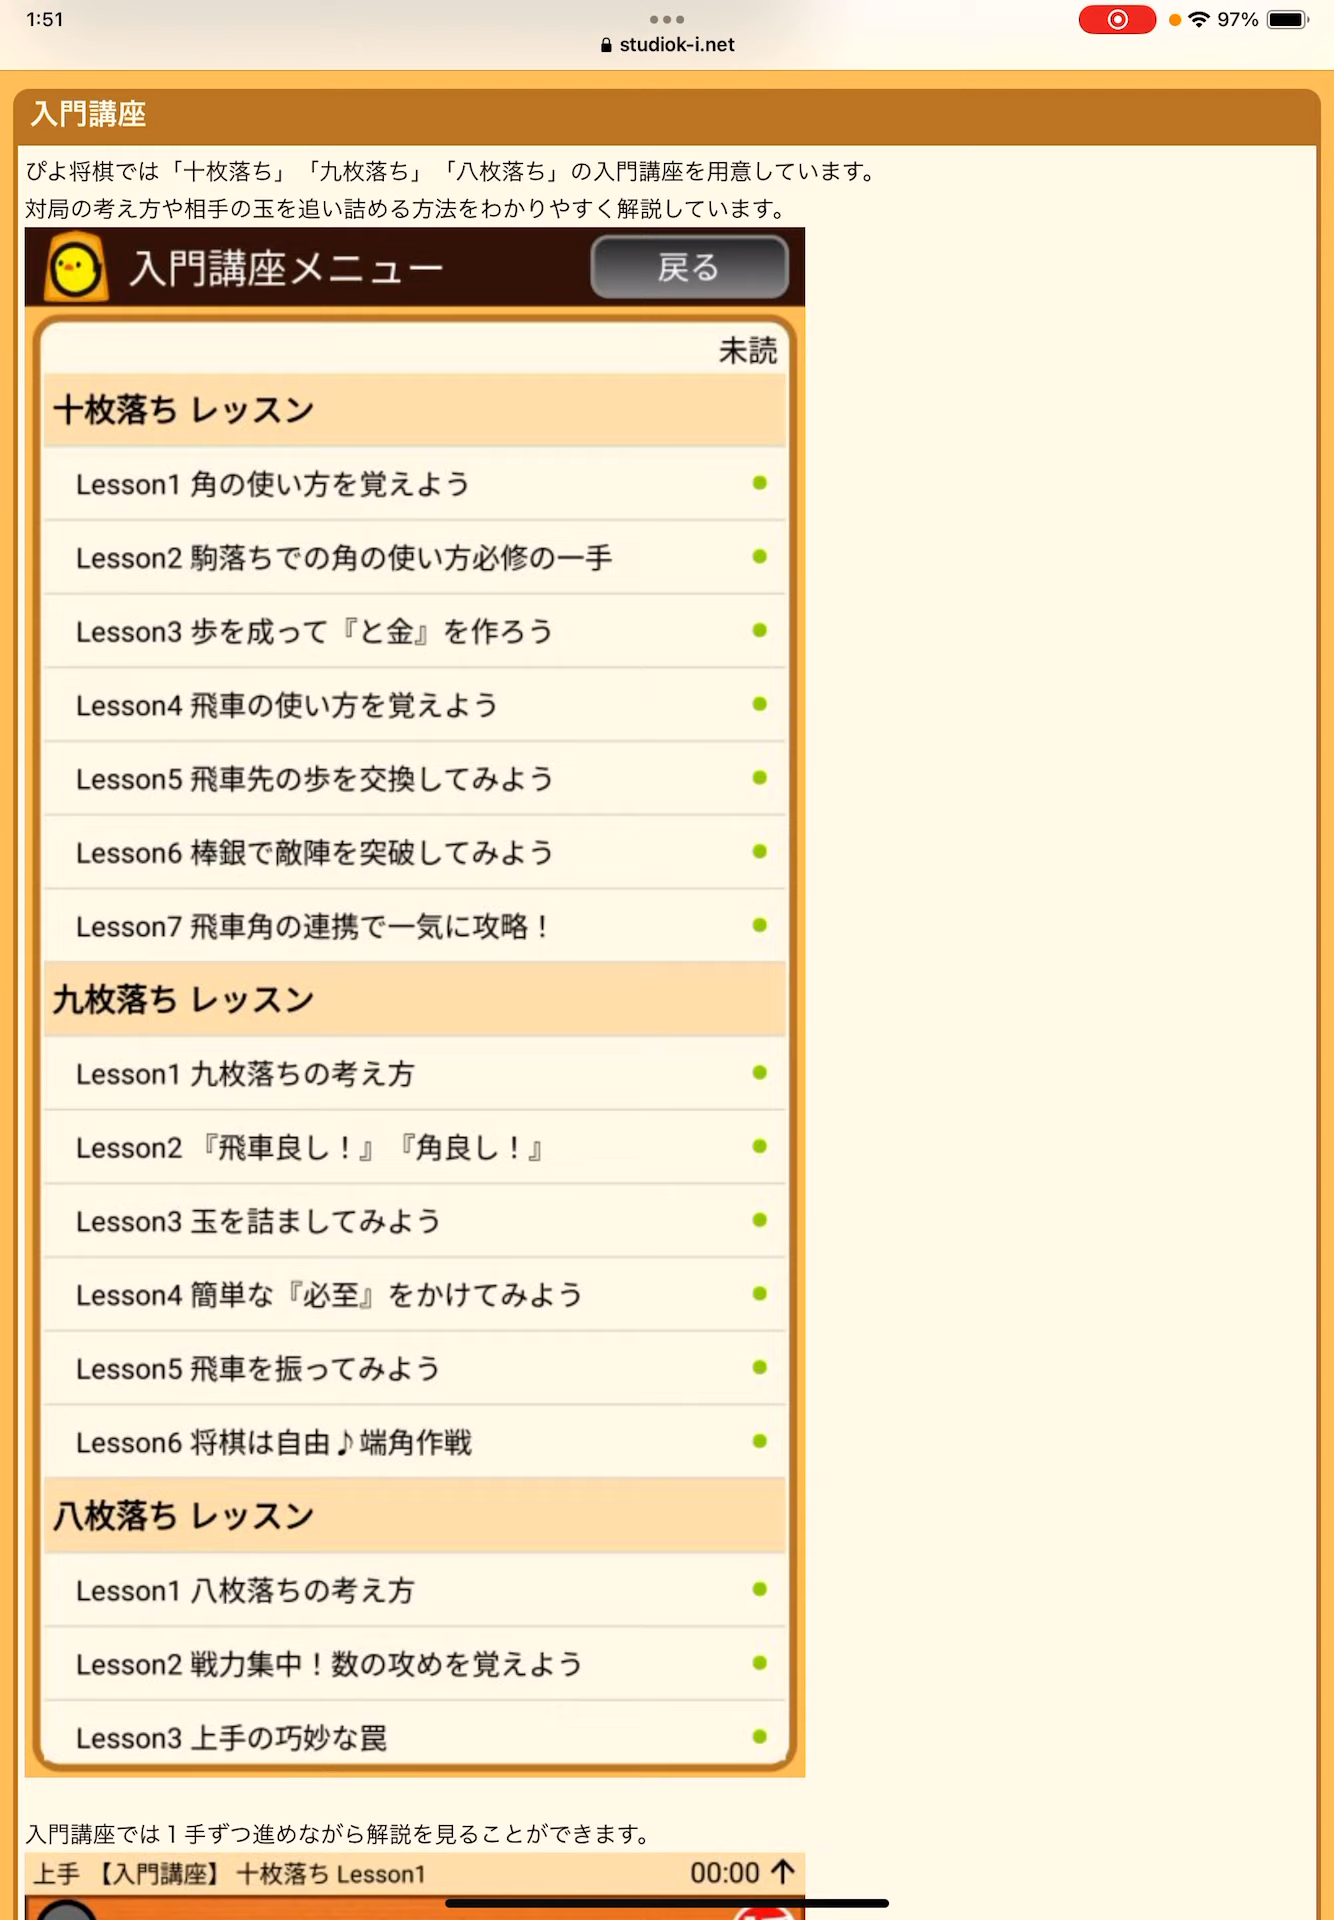 1:51
97%
studiok-i.net
入門講座
ぴよ将棋では「十枚落ち」「九枚落ち」「八枚落ち」の入門講座を用意しています。
対局の考え方や相手の玉を追い詰める方法をわかりやすく解説しています。
入門講座メニュー 戻る
未読
十枚落ち レッスン
Lesson1 角の使い方を覚えよう
Lesson2 駒落ちでの角の使い方必修の一手
Lesson3 歩を成って『と金』を作ろう
Lesson4 飛車の使い方を覚えよう
Lesson5 飛車先の歩を交換してみよう
Lesson6 棒銀で敵陣を突破してみよう
Lesson7 飛車角の連携で一気に攻略！
九枚落ち レッスン
Lesson1 九枚落ちの考え方
Lesson2 『飛車良し！』『角良し！』
Lesson3 玉を詰ましてみよう
Lesson4 簡単な『必至』をかけてみよう
Lesson5 飛車を振ってみよう
Lesson6 将棋は自由♪端角作戦
八枚落ち レッスン
Lesson1 八枚落ちの考え方
Lesson2 戦力集中！数の攻めを覚えよう
Lesson3 上手の巧妙な罠
入門講座では１手ずつ進めながら解説を見ることができます。
上手 【入門講座】 十枚落ち Lesson1 00:00 ↑